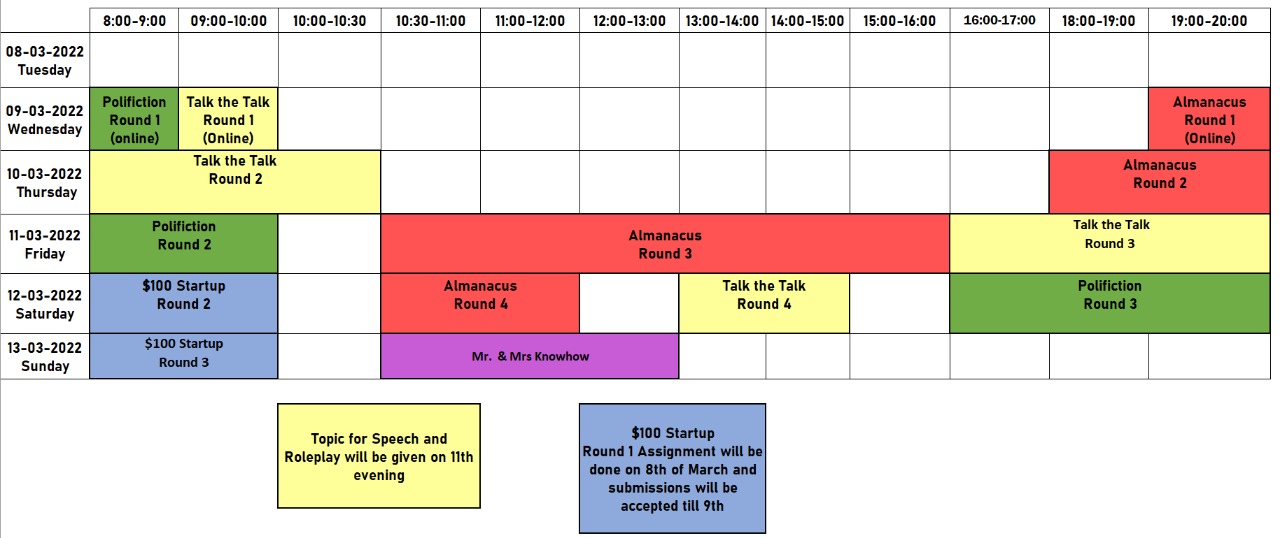 8:00-9:00 09:00-10:00 10:00-10:30 10:30-11:00 11:00-12:00 12:00-13:00 13:00-14:00 14:00-15:00 15:00-16:00 16:00-17:00 18:00-19:00 19:00-20:00
08-03-2022
Tuesday
09-03-2022
Wednesday
Polifiction
Round 1
(online)
Talk the Talk
Round 1
(Online)
Almanacus
Round 1
(Online)
10-03-2022
Thursday
Talk the Talk
Round 2
Almanacus
Round 2
11-03-2022
Friday
Polifiction
Round 2
Almanacus
Round 3
Talk the Talk
Round 3
12-03-2022
Saturday
$100 Startup
Round 2
Almanacus
Round 4
Talk the Talk
Round 4
Polifiction
Round 3
13-03-2022
Sunday
$100 Startup
Round 3
Mr. & Mrs Knowhow
Topic for Speech and
Roleplay will be given on 11th
evening
$100 Startup
Round 1 Assignment will be
done on 8th of March and
submissions will be
accepted till 9th